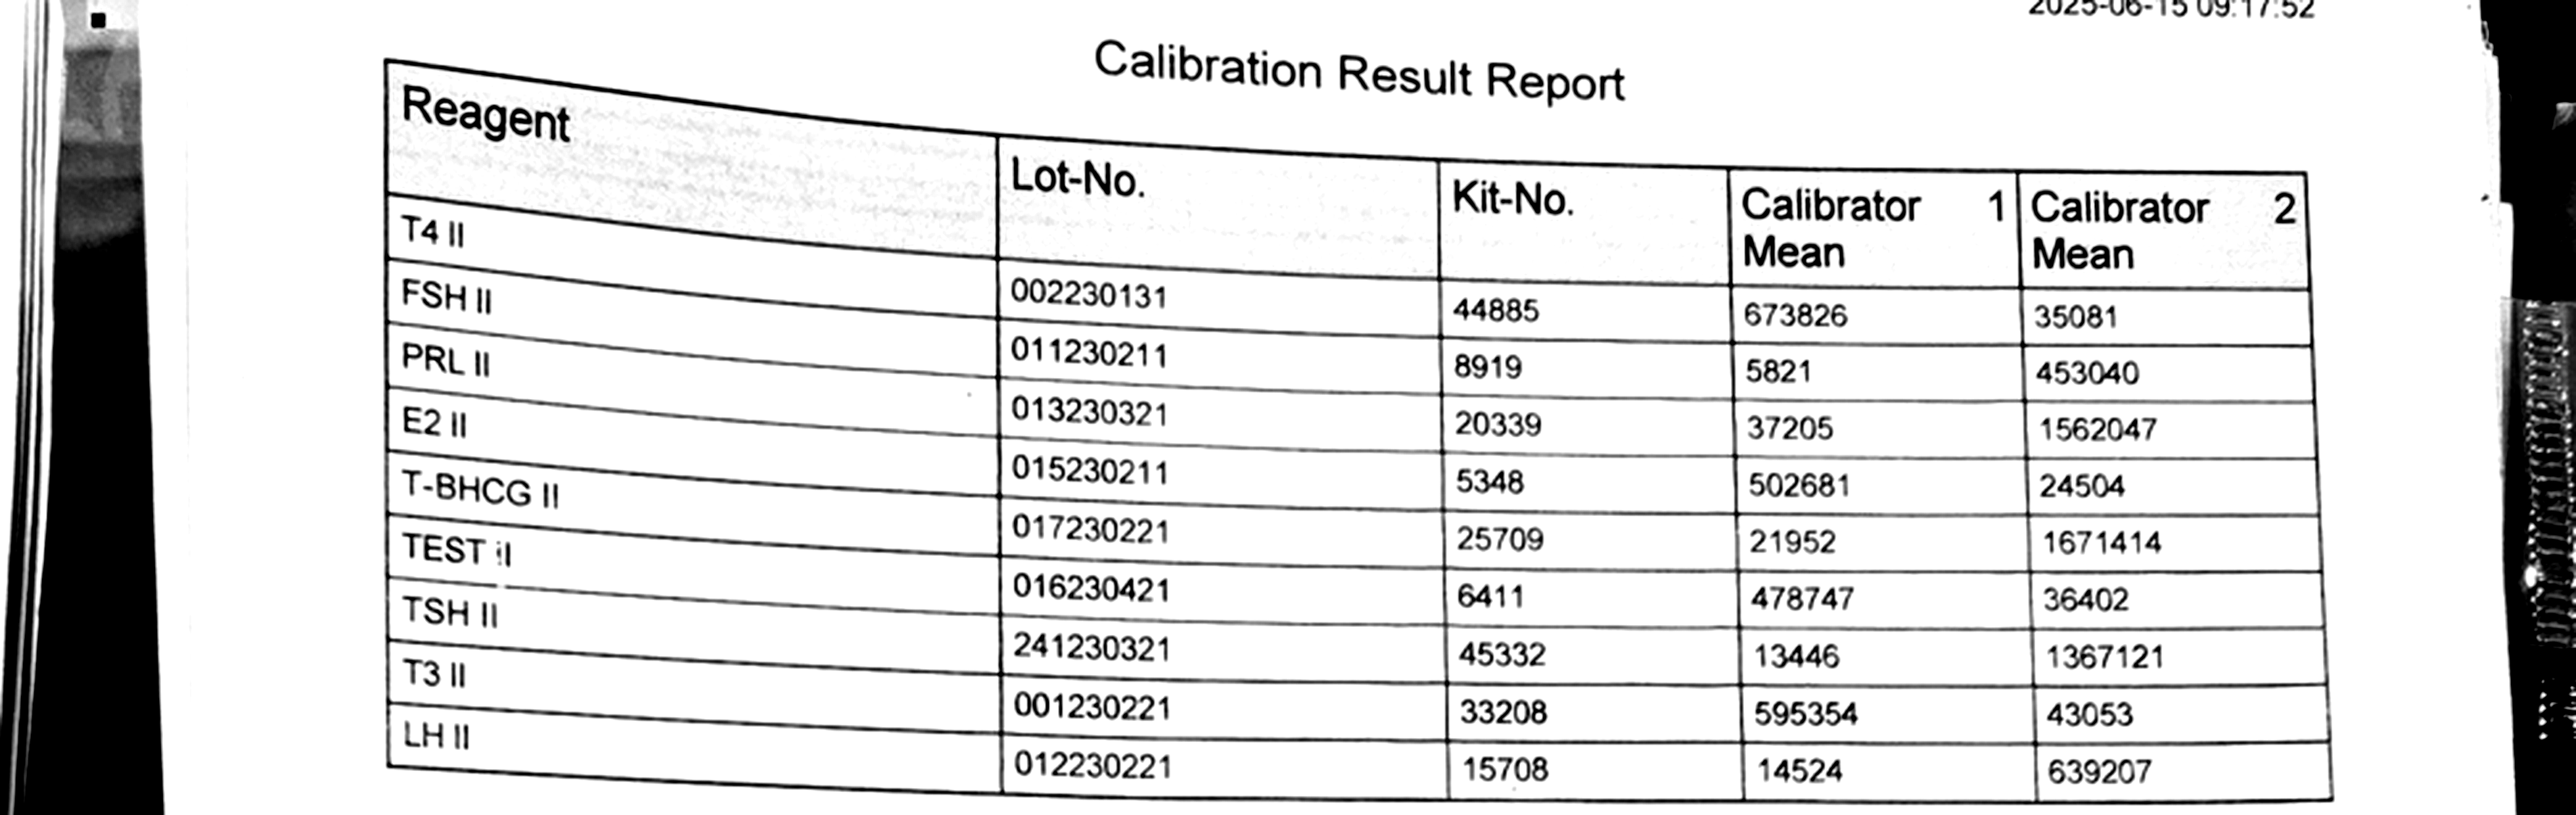 2025-06-15 09:17:52
Calibration Result Report
Reagent Lot-No. Kit-No. Calibrator 1 Mean Calibrator 2 Mean
T4 II 002230131 44885 673826 35081
FSH II 011230211 8919 5821 453040
PRL II 013230321 20339 37205 1562047
E2 II 015230211 5348 502681 24504
T-BHCG II 017230221 25709 21952 1671414
TEST II 016230421 6411 478747 36402
TSH II 241230321 45332 13446 1367121
T3 II 001230221 33208 595354 43053
LH II 012230221 15708 14524 639207